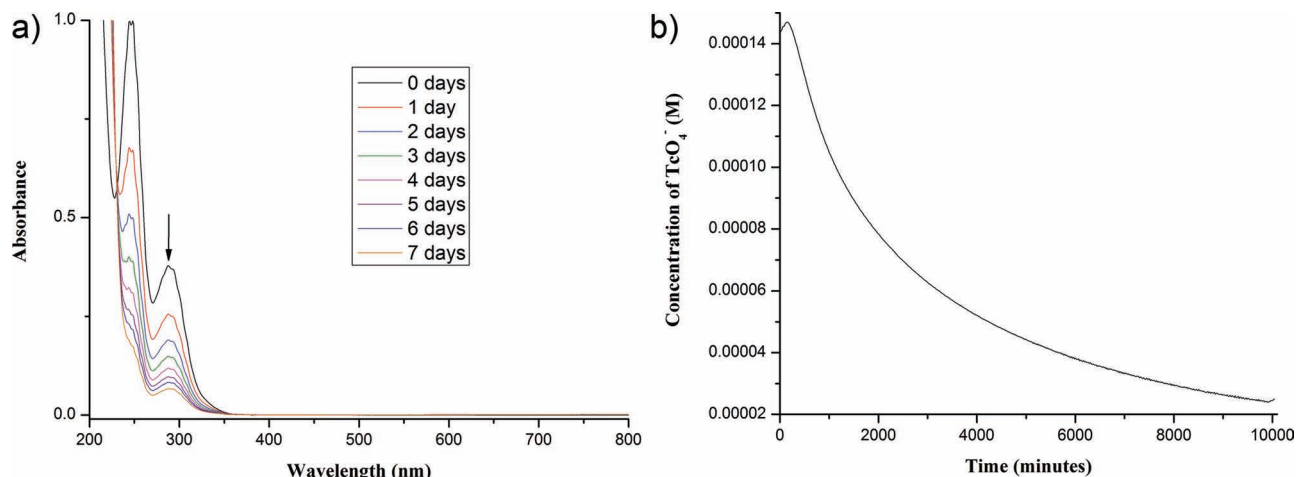 a)
1.0
0.5
0.0
Absorbance
0 days
1 day
2 days
3 days
4 days
5 days
6 days
7 days
200 300 400 500 600 700 800
Wavelength (nm)
b)
0.00014
0.00012
0.00010
0.00008
0.00006
0.00004
0.00002
Concentration of TcO₄⁻ (M)
0 2000 4000 6000 8000 10000
Time (minutes)